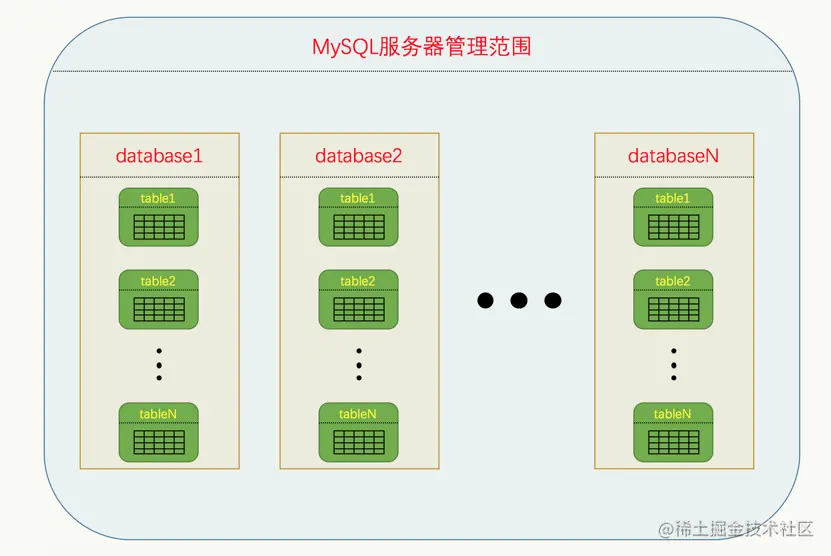 MySQL服务器管理范围
database1
database2
databaseN
table1
table1
table1
table2
table2
table2
tableN
tableN
tableN
@稀土掘金技术社区